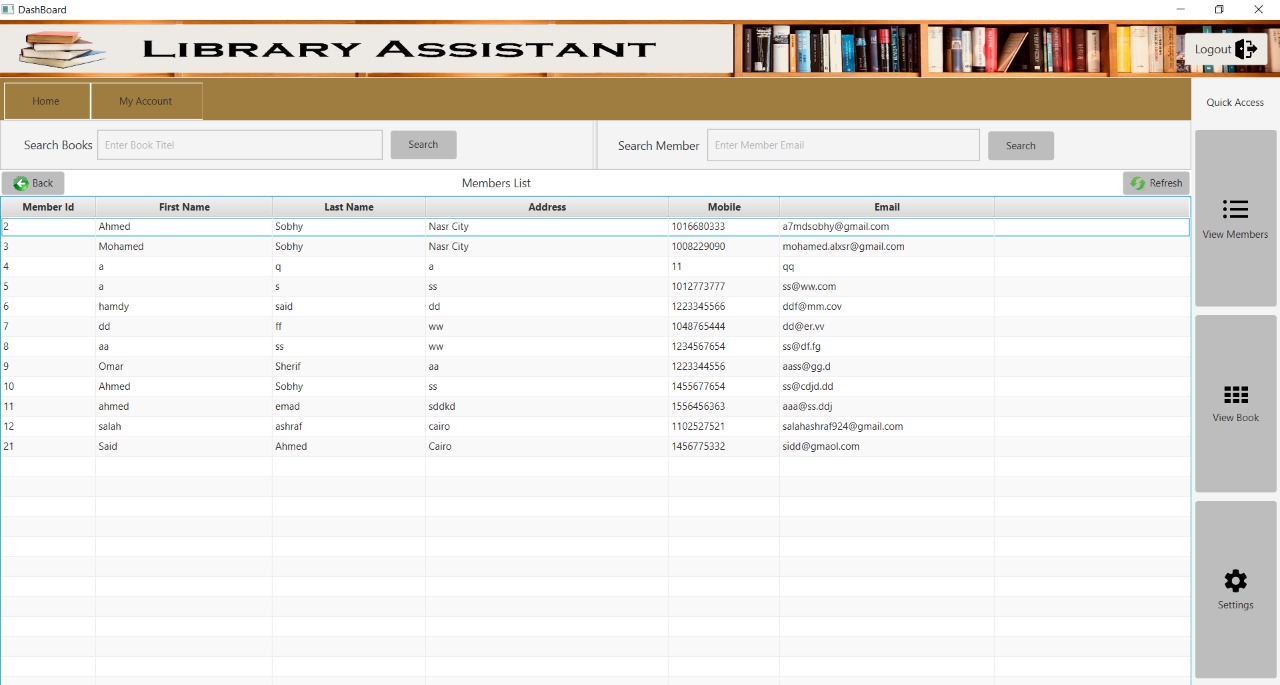 DashBoard
LIBRARY ASSISTANT
Logout
Home My Account
Quick Access
Search Books Enter Book Titel Search Search Member Enter Member Email Search
Back Members List Refresh
Member Id First Name Last Name Address Mobile Email
2 Ahmed Sobhy Nasr City 1016680333 a7mdsobhy@gmail.com
3 Mohamed Sobhy Nasr City 1008229090 mohamed.alxsr@gmail.com
4 a q a 11 qq
5 a s ss 1012773777 ss@ww.com
6 hamdy said dd 1223345566 ddf@mm.cov
7 dd ff ww 1048765444 dd@er.vv
8 aa ss ww 1234567654 ss@df.fg
9 Omar Sherif aa 1223344556 aass@gg.d
10 Ahmed Sobhy ss 1455677654 ss@cdjd.dd
11 ahmed emad sddkd 1556456363 aaa@ss.ddj
12 salah ashraf cairo 1102527521 salahashraf924@gmail.com
21 Said Ahmed Cairo 1456775332 sidd@gmaol.com
View Members
View Book
Settings